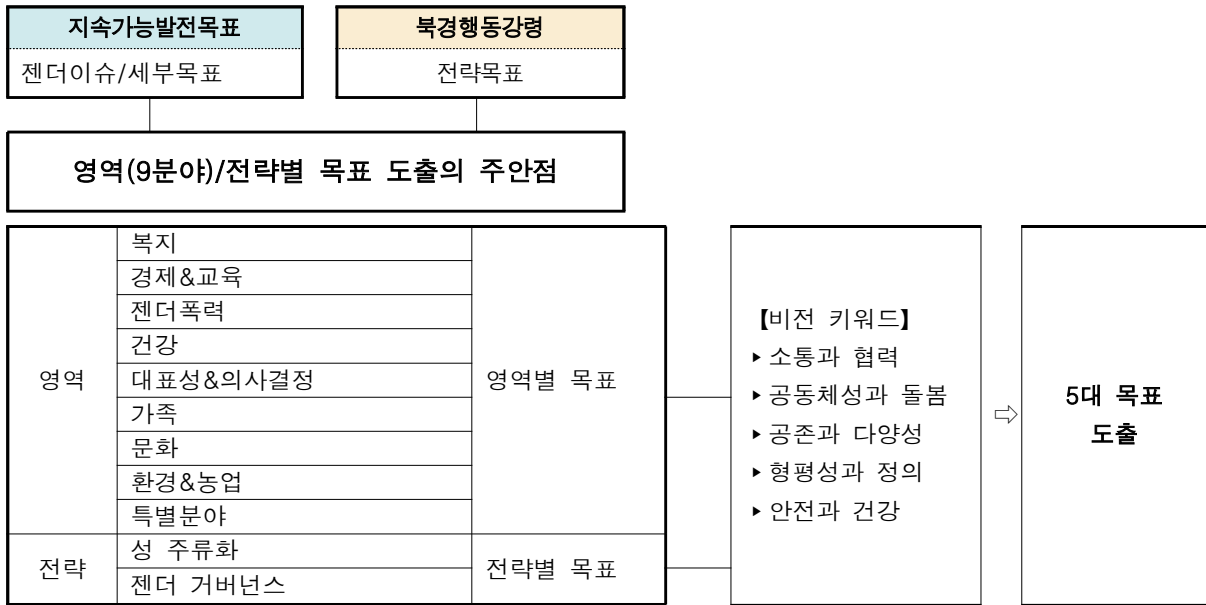 지속가능발전목표
젠더이슈/세부목표
북경행동강령
전략목표
영역(9분야)/전략별 목표 도출의 주안점
영역
복지
경제&교육
젠더폭력
건강
대표성&의사결정
가족
문화
환경&농업
특별분야
영역별 목표
전략
성 주류화
젠더 거버넌스
전략별 목표
【비전 키워드】
▸소통과 협력
▸공동체성과 돌봄
▸공존과 다양성
▸형평성과 정의
▸안전과 건강
⇨
5대 목표
도출